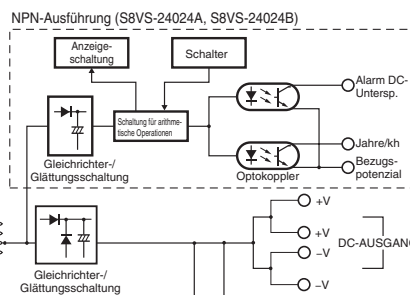 NPN-Ausführung (S8VS-24024A, S8VS-24024B)
Anzeige-
schaltung
Schalter
Alarm DC-
Untersp.
Schaltung für arithme-
tische Operationen
Jahre/kh
Gleichrichter-/
Glättungsschaltung
Optokoppler
Bezugs-
potenzial
+V
+V
DC-AUSGANG
−V
−V
Gleichrichter-/
Glättungsschaltung